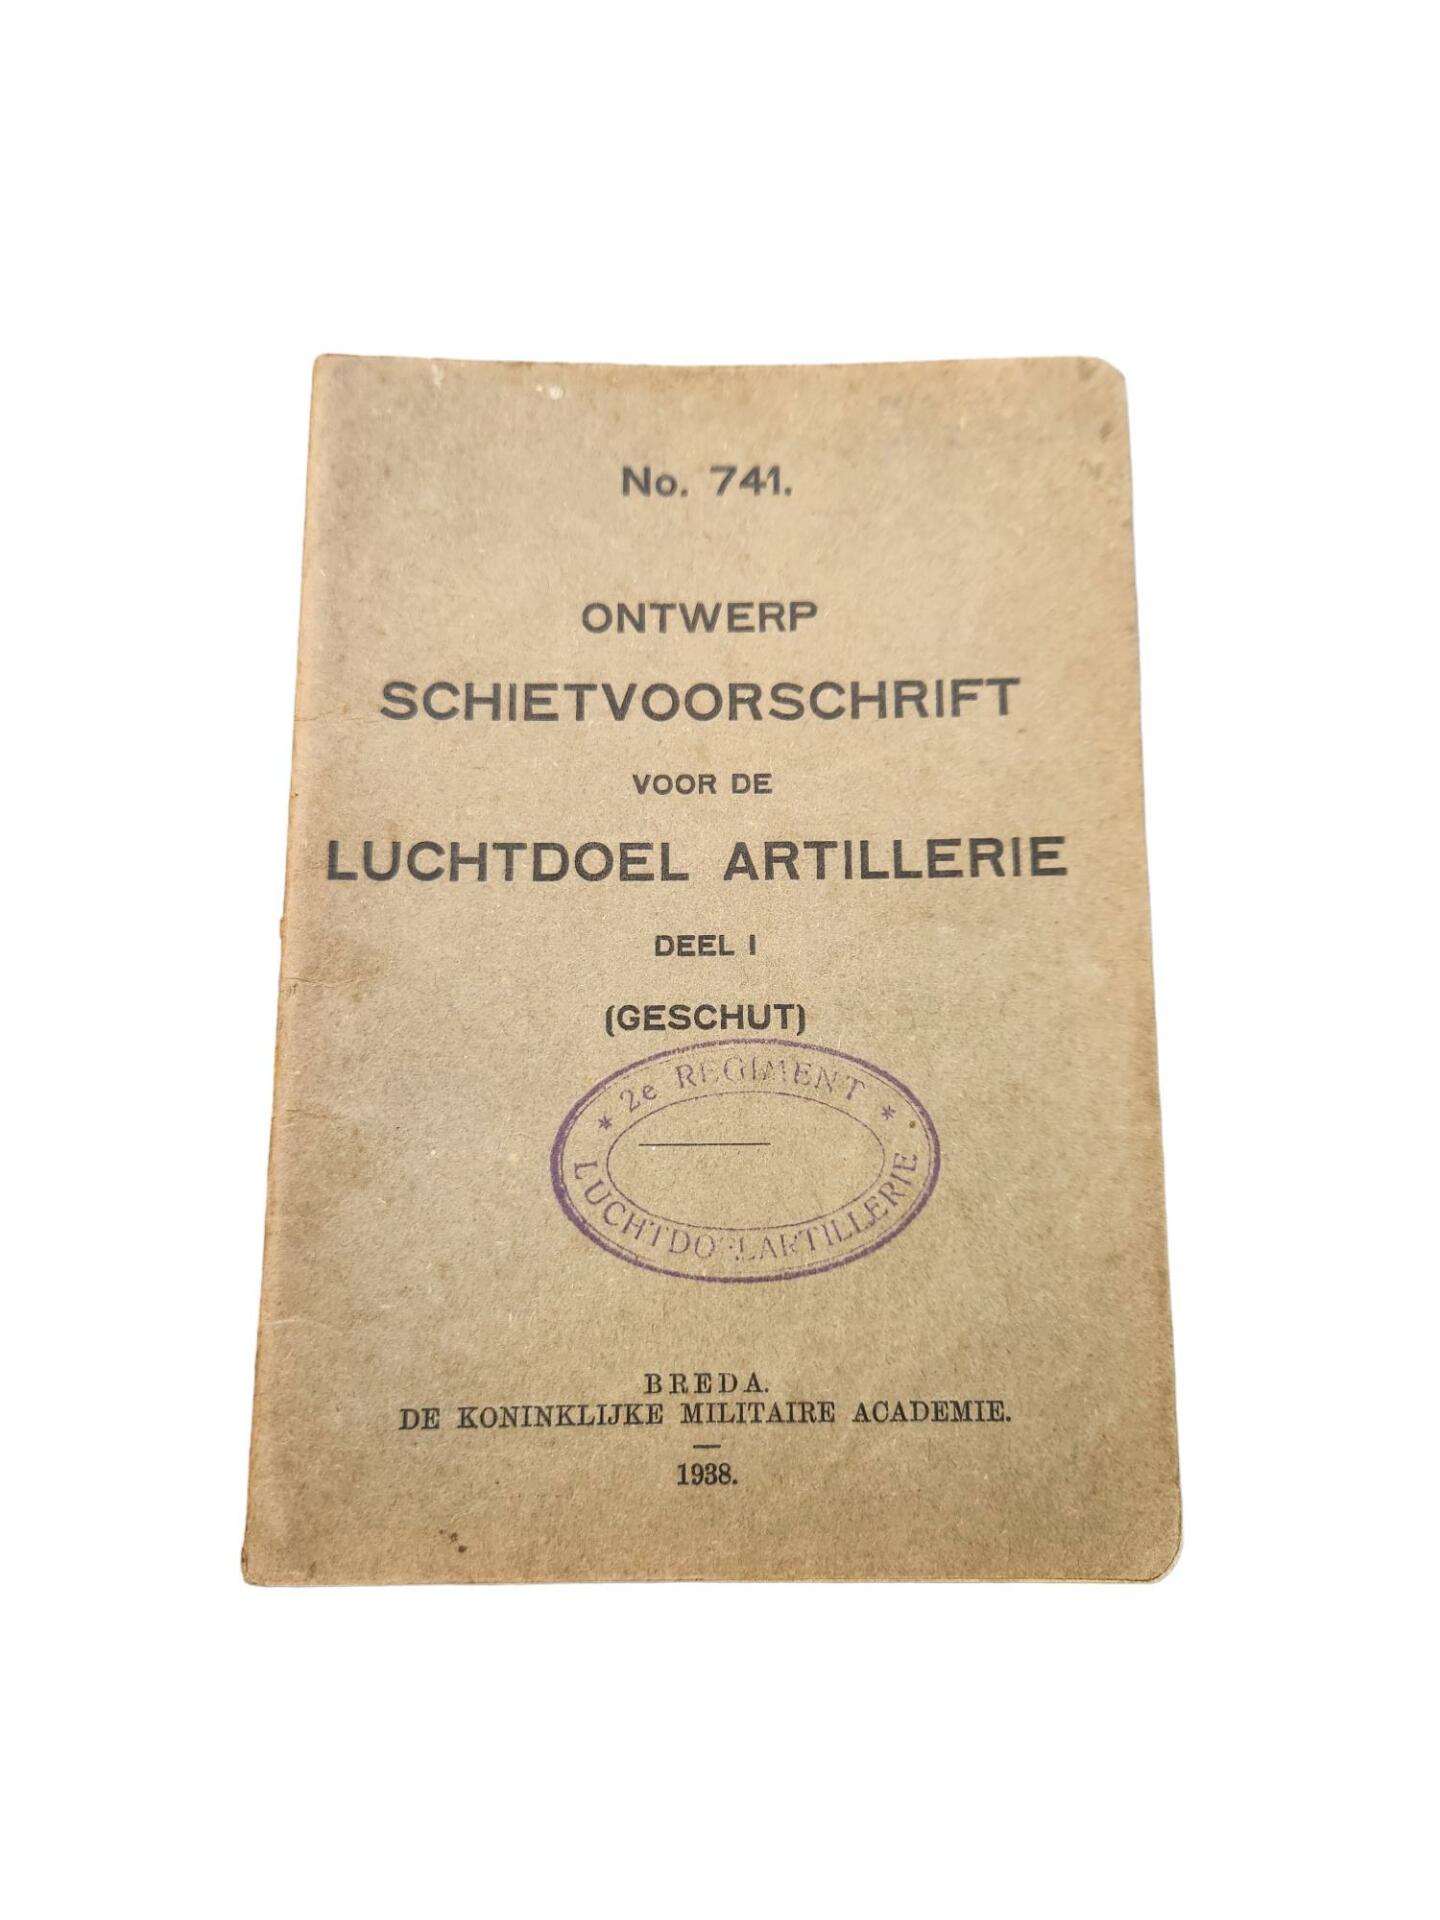 No. 741.
ONTWERP
SCHIETVOORSCHRIFT
VOOR DE
LUCHTDOEL ARTILLERIE
DEEL I
(GESCHUT)
* 2e REGIMENT *
LUCHTDOELARTILLERIE
BREDA.
DE KONINKLIJKE MILITAIRE ACADEMIE.
1938.